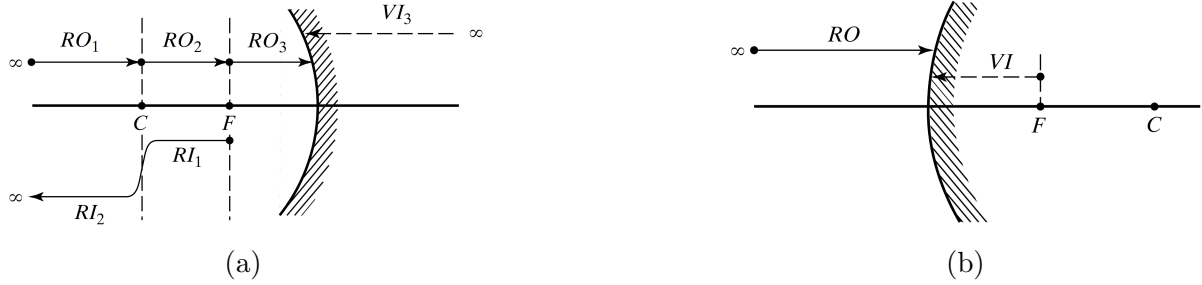 VI₃
∞
RO₁ RO₂ RO₃
∞
C F
RI₁
∞
RI₂
(a)
RO
∞
VI
F C
(b)